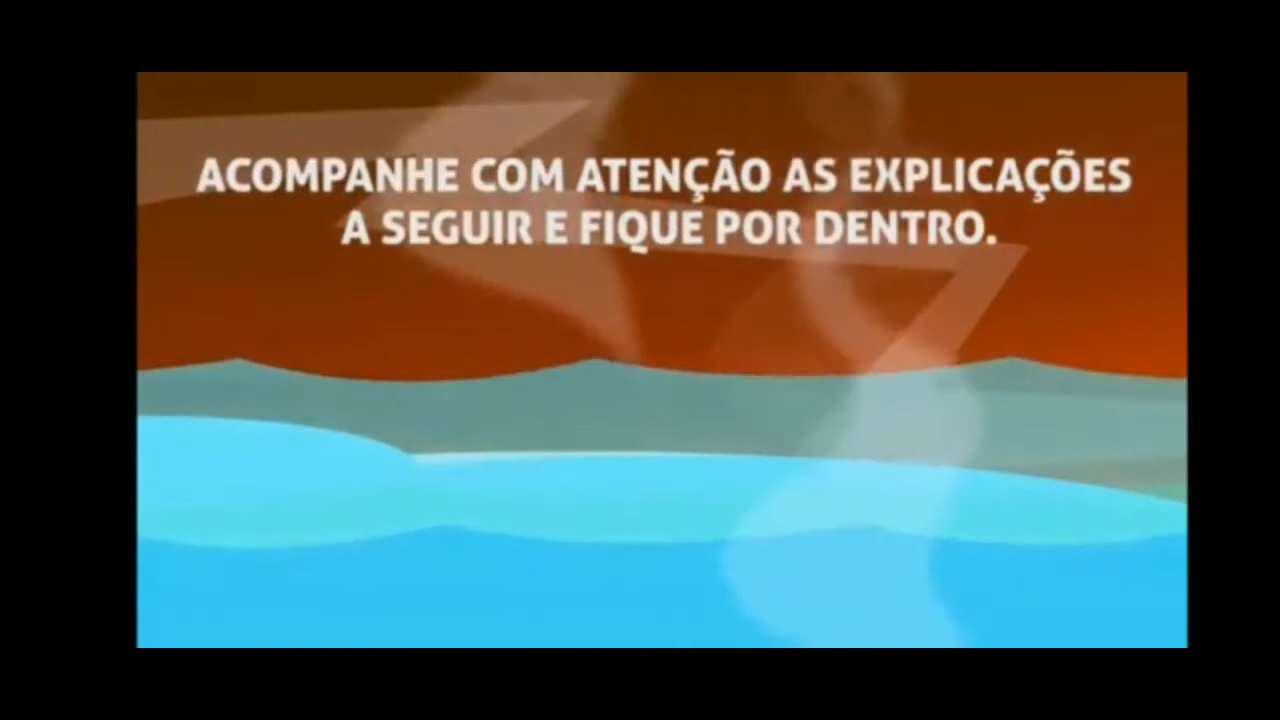 ACOMPANHE COM ATENÇÃO AS EXPLICAÇÕES
A SEGUIR E FIQUE POR DENTRO.